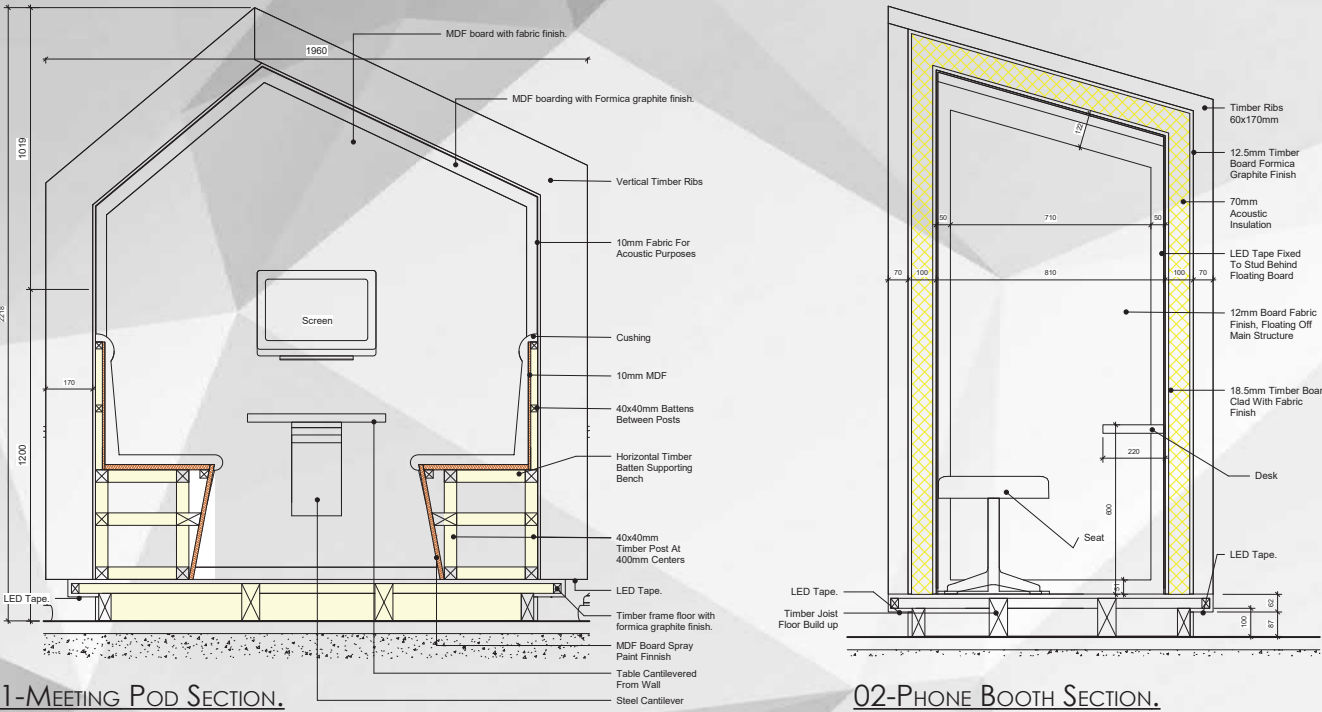 MDF board with fabric finish.
1960
MDF boarding with Formica graphite finish.
1019
Vertical Timber Ribs
10mm Fabric For
Acoustic Purposes
2218
Screen
Cushing
10mm MDF
170
40x40mm Battens
Between Posts
1200
Horizontal Timber
Batten Supporting
Bench
40x40mm
Timber Post At
400mm Centers
LED Tape.
LED Tape.
Timber frame floor with
formica graphite finish.
MDF Board Spray
Paint Finnish
Table Cantilevered
From Wall
Steel Cantilever
1-Meeting Pod Section.
Timber Ribs
60x170mm
122
12.5mm Timber
Board Formica
Graphite Finish
70mm
Acoustic
Insulation
50 710 50
LED Tape Fixed
To Stud Behind
Floating Board
70 100 810 100 70
12mm Board Fabric
Finish, Floating Off
Main Structure
18.5mm Timber Boar
Clad With Fabric
Finish
220
Desk
600
Seat
LED Tape.
51
LED Tape.
Timber Joist
Floor Build up
62
100
87
02-Phone Booth Section.